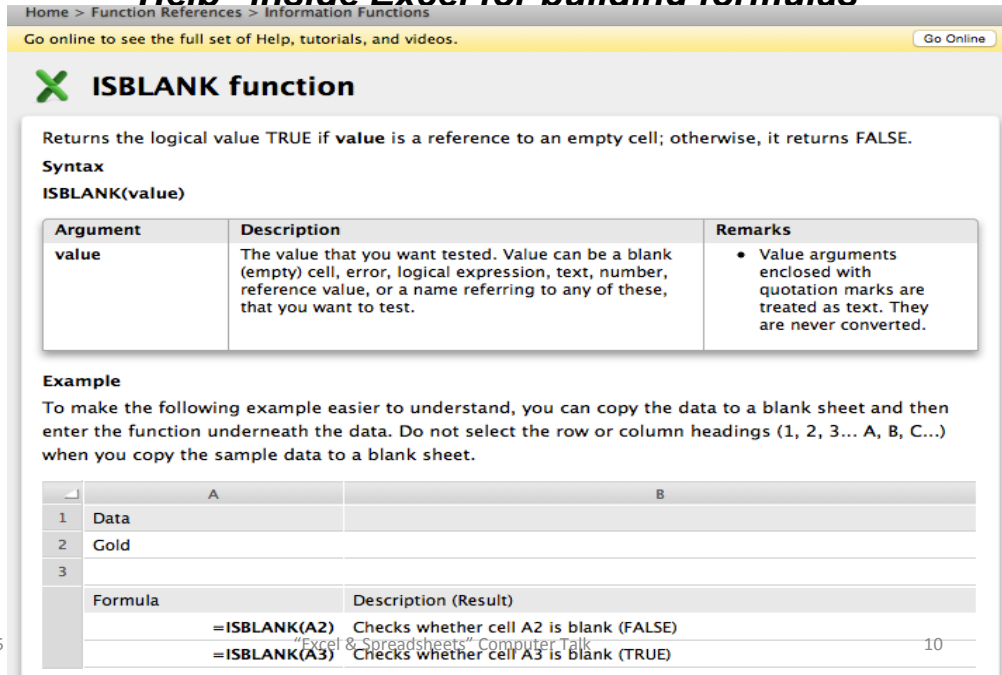 "Help" inside Excel for building formulas
Home > Function References > Information Functions
Go online to see the full set of Help, tutorials, and videos.
Go Online
ISBLANK function
Returns the logical value TRUE if value is a reference to an empty cell; otherwise, it returns FALSE.
Syntax
ISBLANK(value)
Argument Description Remarks
value The value that you want tested. Value can be a blank
(empty) cell, error, logical expression, text, number,
reference value, or a name referring to any of these,
that you want to test.
• Value arguments
enclosed with
quotation marks are
treated as text. They
are never converted.
Example
To make the following example easier to understand, you can copy the data to a blank sheet and then
enter the function underneath the data. Do not select the row or column headings (1, 2, 3... A, B, C...)
when you copy the sample data to a blank sheet.
A B
1 Data
2 Gold
3
Formula Description (Result)
=ISBLANK(A2) Checks whether cell A2 is blank (FALSE)
"Excel & Spreadsheets" Computer Talk 10
=ISBLANK(A3) Checks whether cell A3 is blank (TRUE)